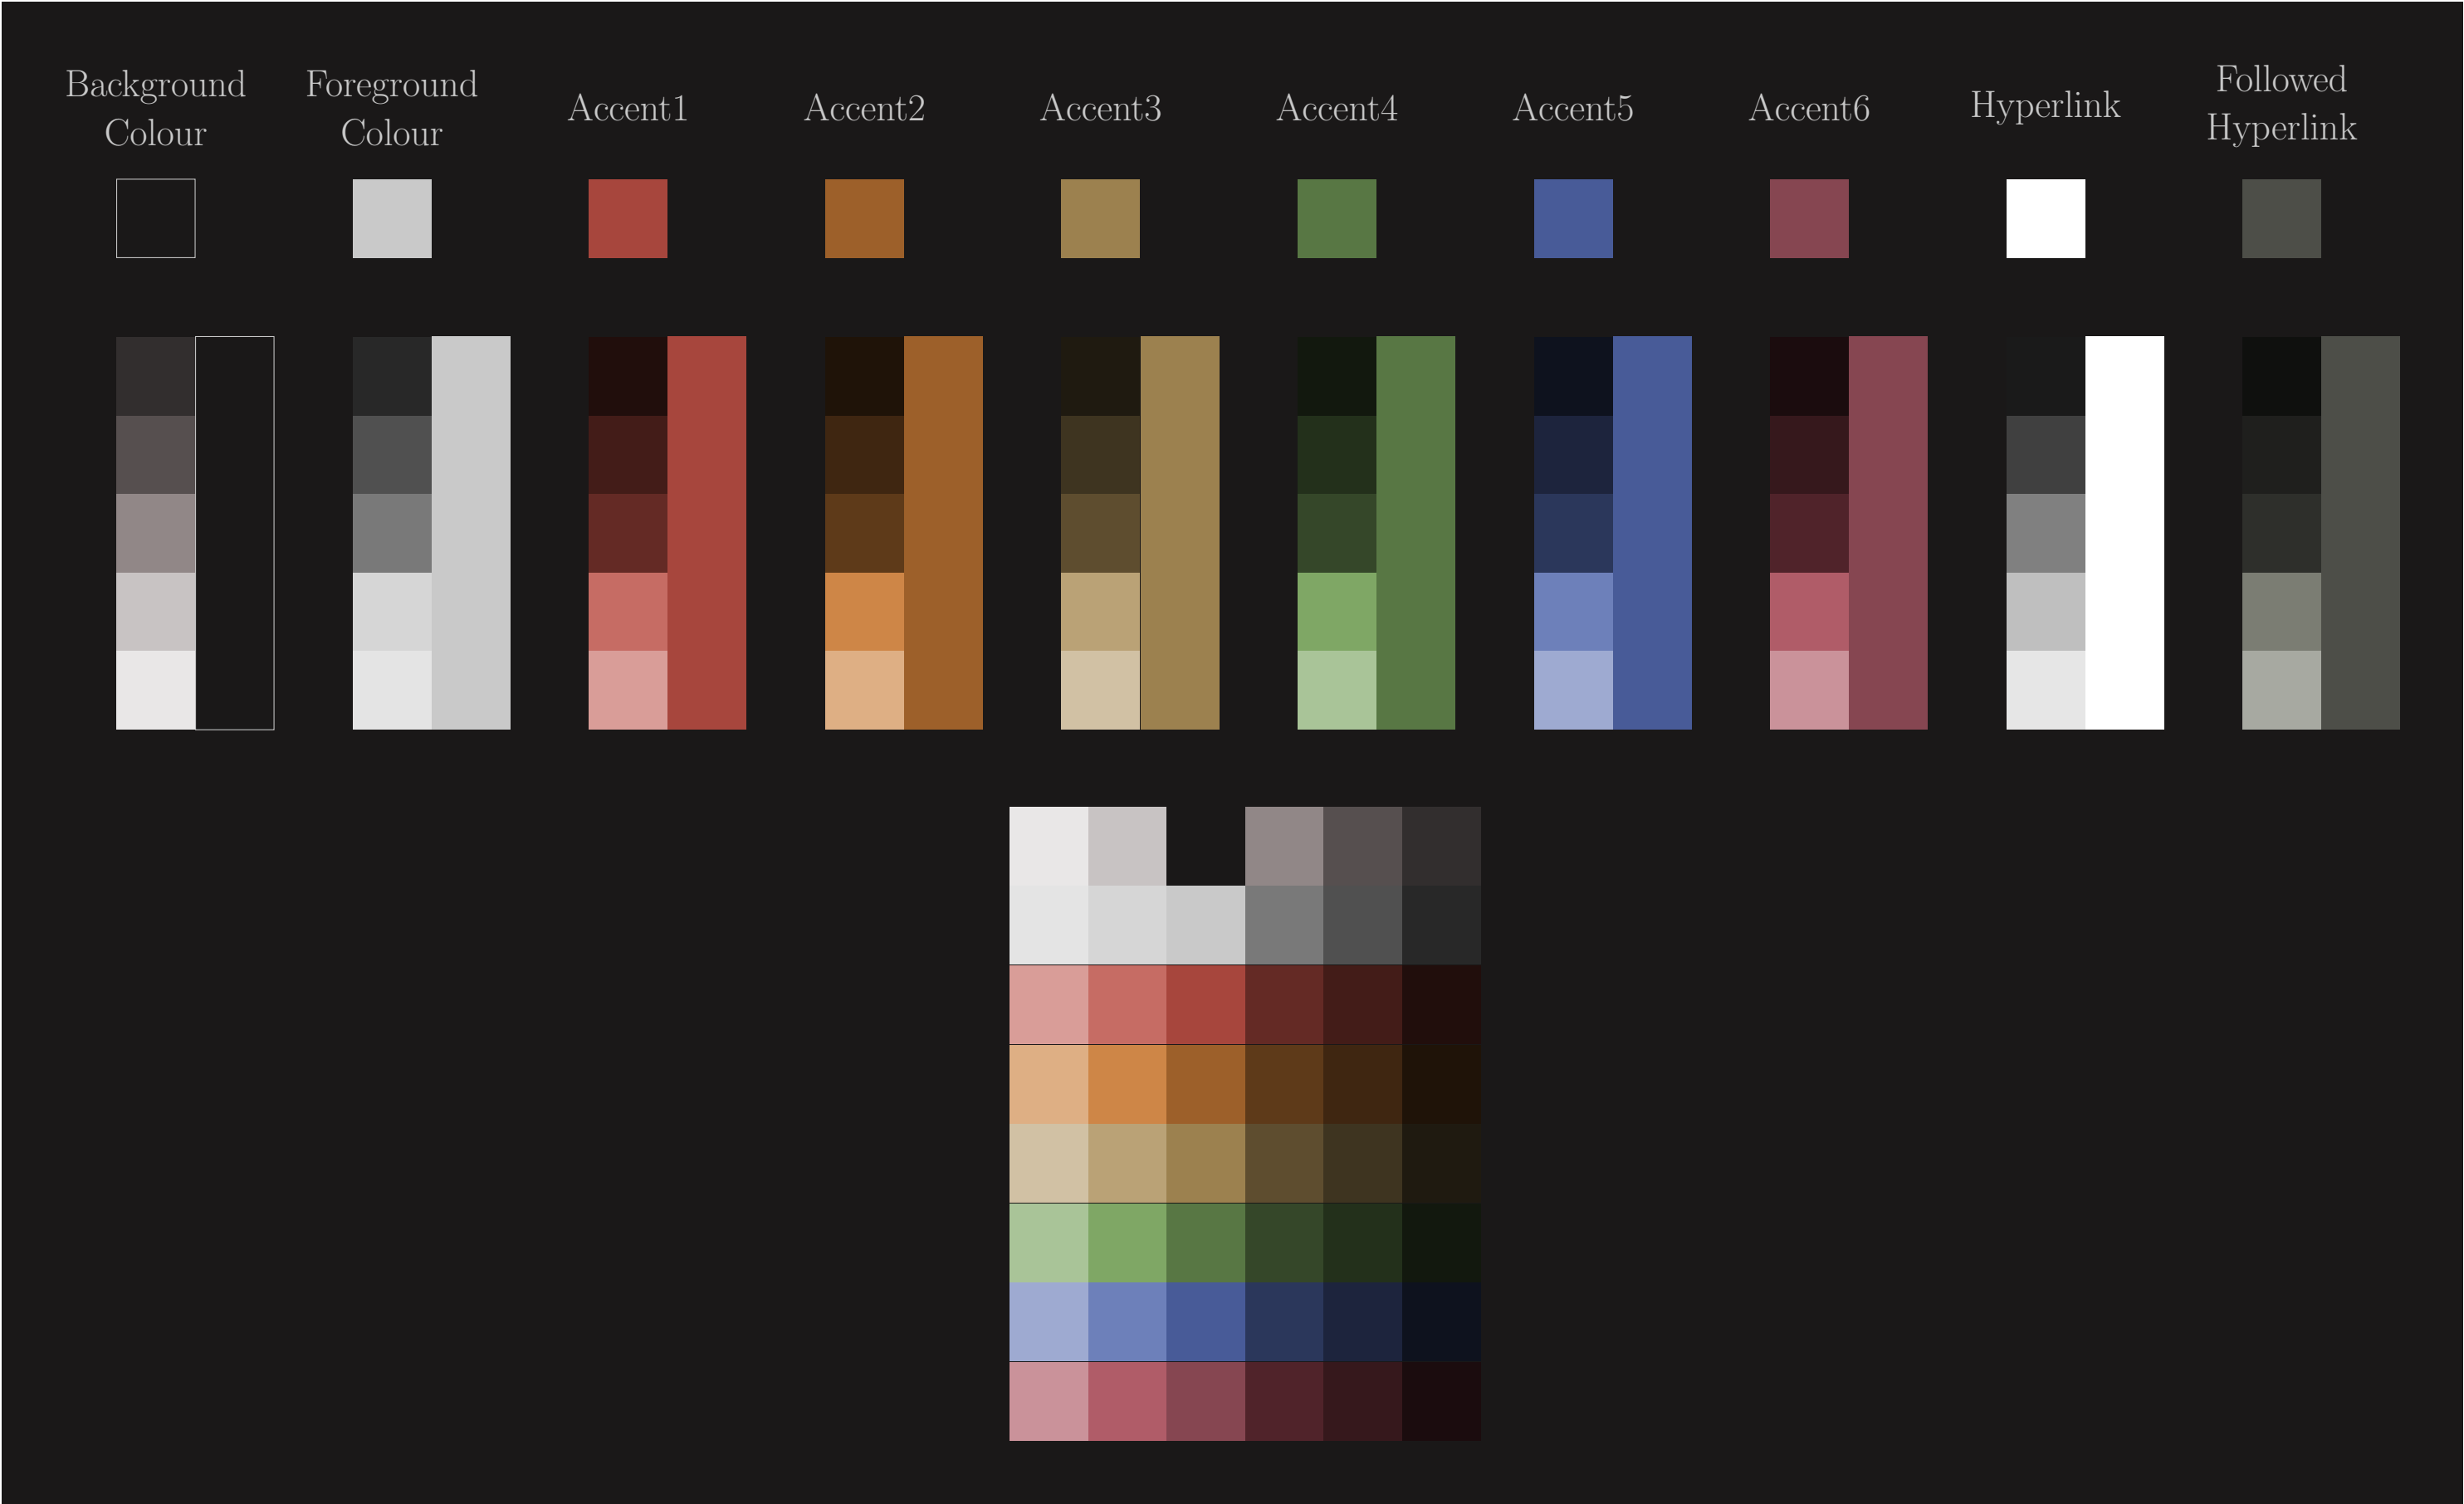 Background
Colour
Foreground
Colour
Accent1
Accent2
Accent3
Accent4
Accent5
Accent6
Hyperlink
Followed
Hyperlink